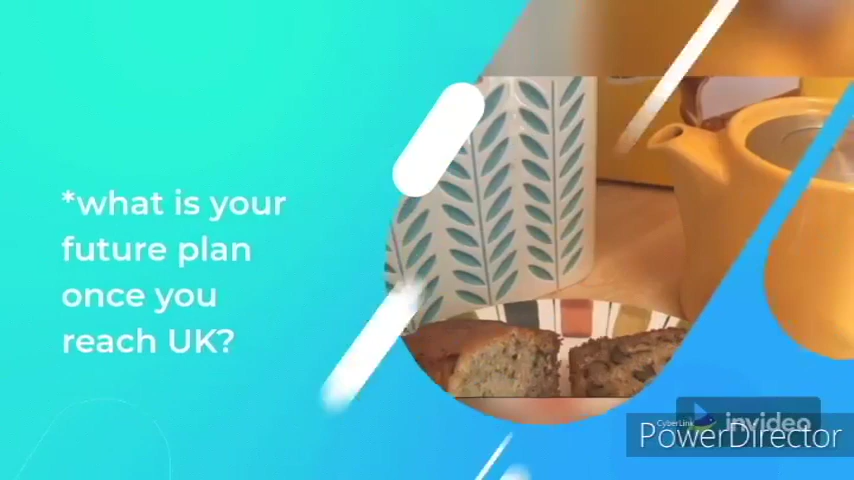 *what is your
future plan
once you
reach UK?
invideo
CyberLink
PowerDirector